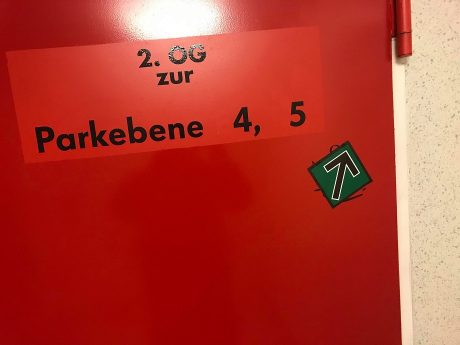 2. OG
zur
Parkebene 4, 5